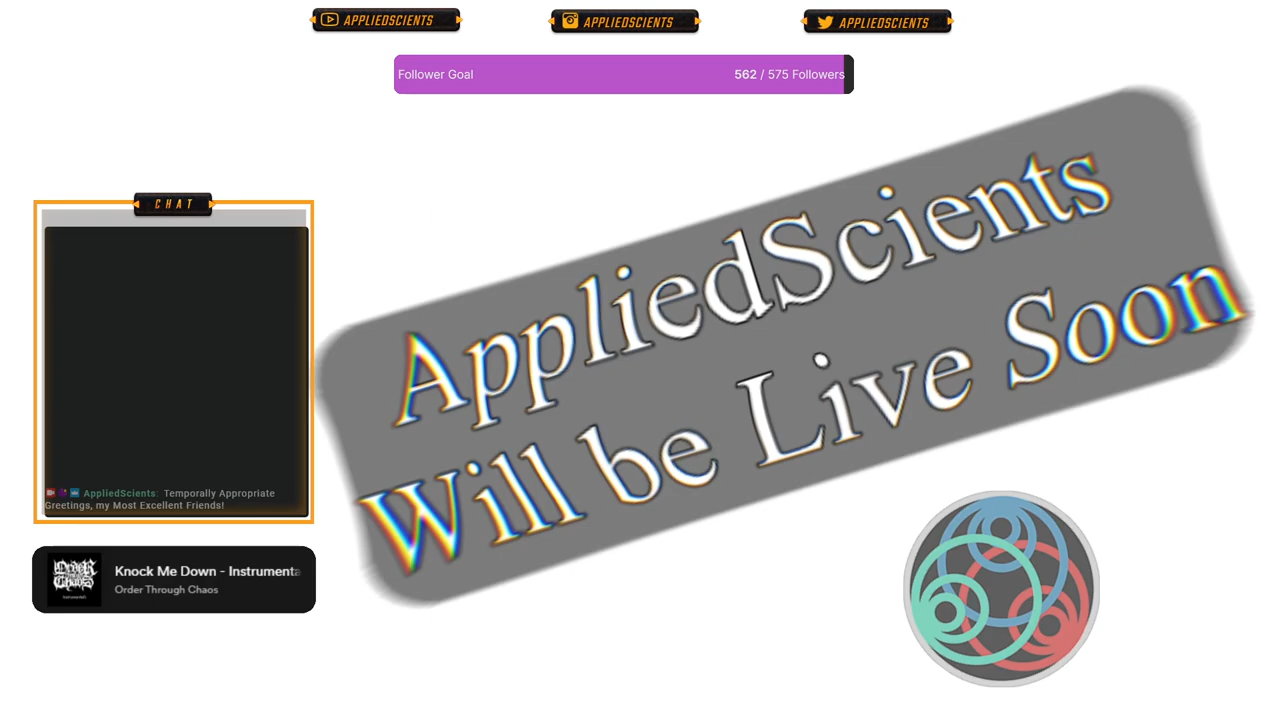 APPLIEDSCIENTS
APPLIEDSCIENTS
APPLIEDSCIENTS
Follower Goal
562 / 575 Followers
AppliedScients
Will be Live Soon
CHAT
AppliedScients: Temporally Appropriate
Greetings, my Most Excellent Friends!
Knock Me Down - Instrumenta
Order Through Chaos